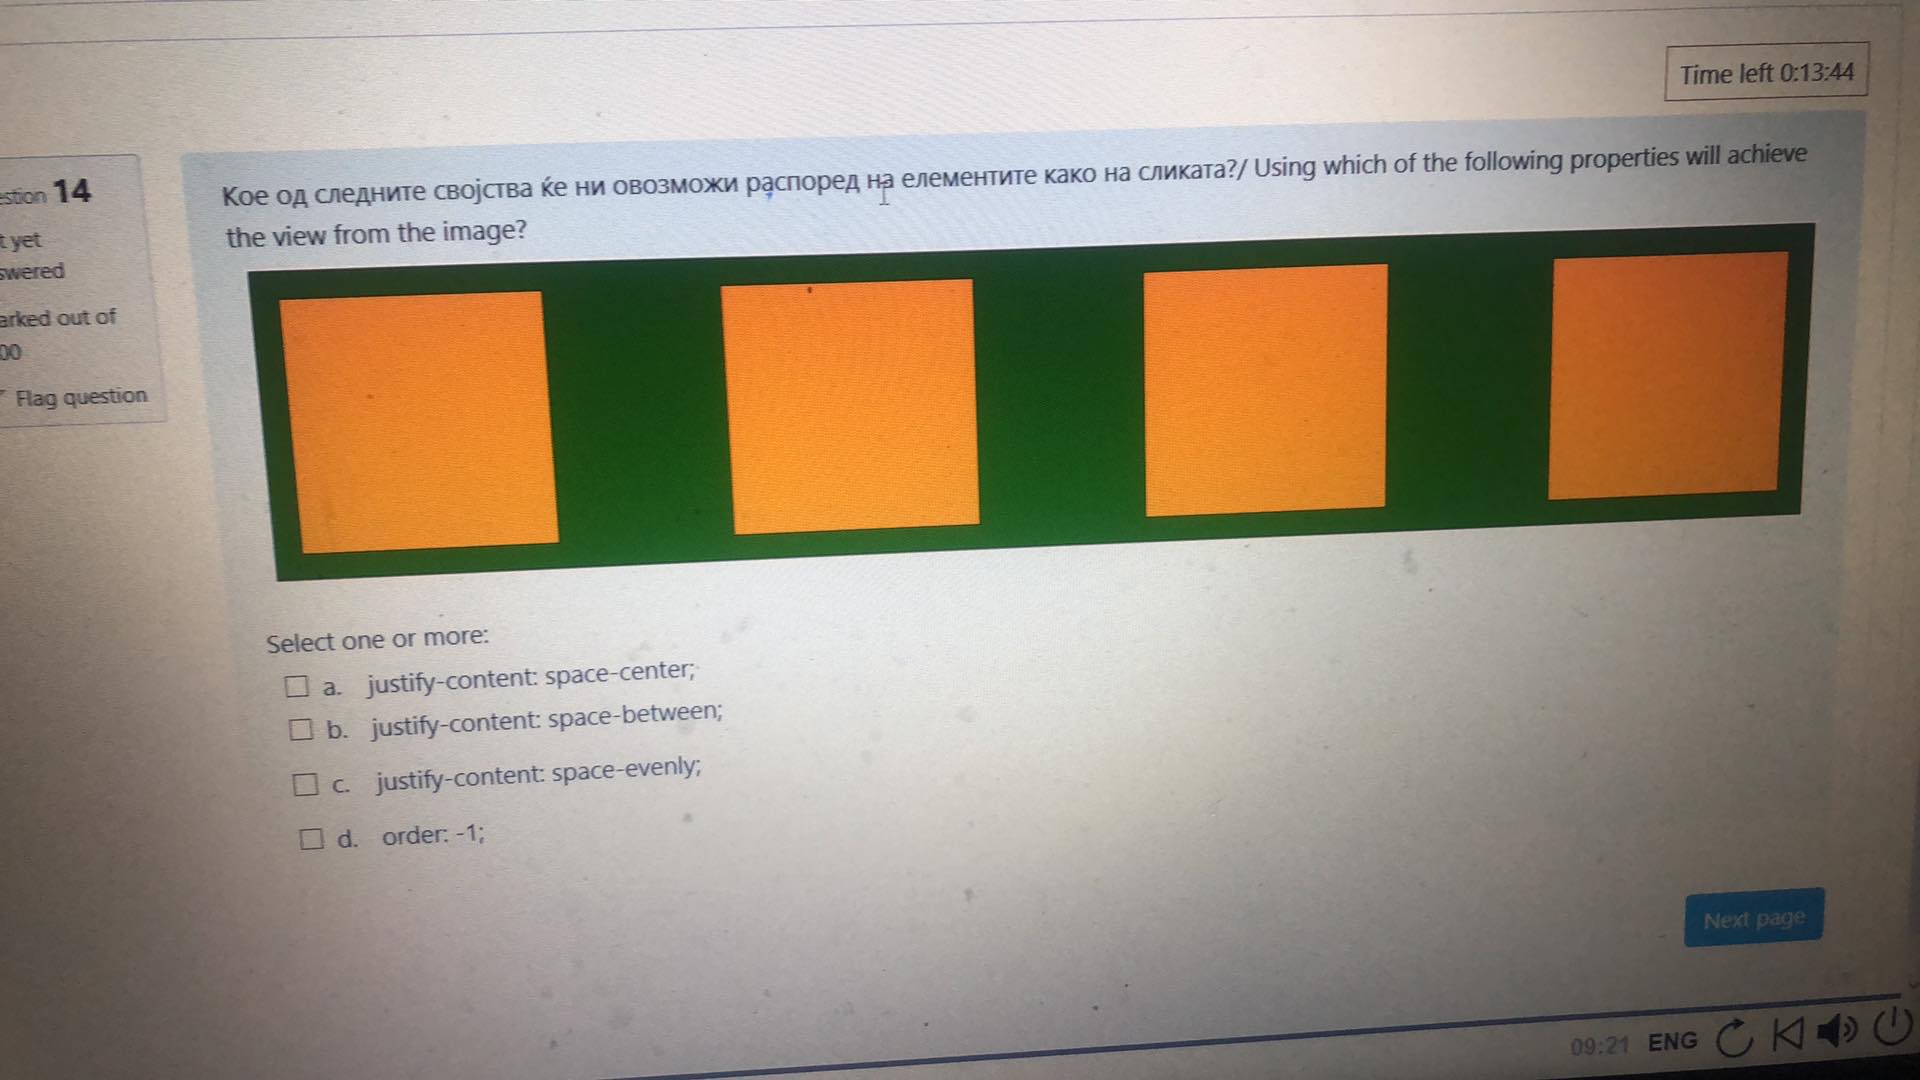 Time left 0:13:44
estion 14
t yet
swered
arked out of
00
Flag question
Кое од следните својства ќе ни овозможи распоред на елементите како на сликата?/ Using which of the following properties will achieve
the view from the image?
Select one or more:
a. justify-content: space-center;
b. justify-content: space-between;
c. justify-content: space-evenly;
d. order: -1;
Next page
09:21 ENG